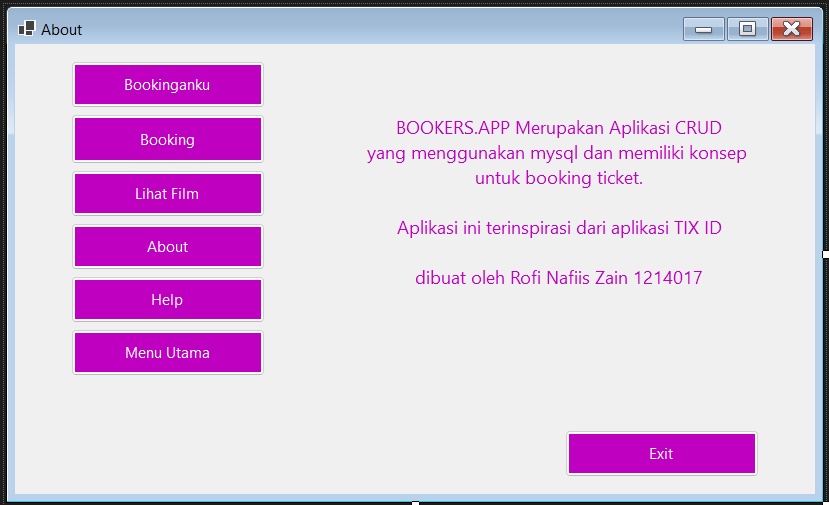 About
Bookinganku
Booking
Lihat Film
About
Help
Menu Utama
BOOKERS.APP Merupakan Aplikasi CRUD
yang menggunakan mysql dan memiliki konsep
untuk booking ticket.
Aplikasi ini terinspirasi dari aplikasi TIX ID
dibuat oleh Rofi Nafiis Zain 1214017
Exit